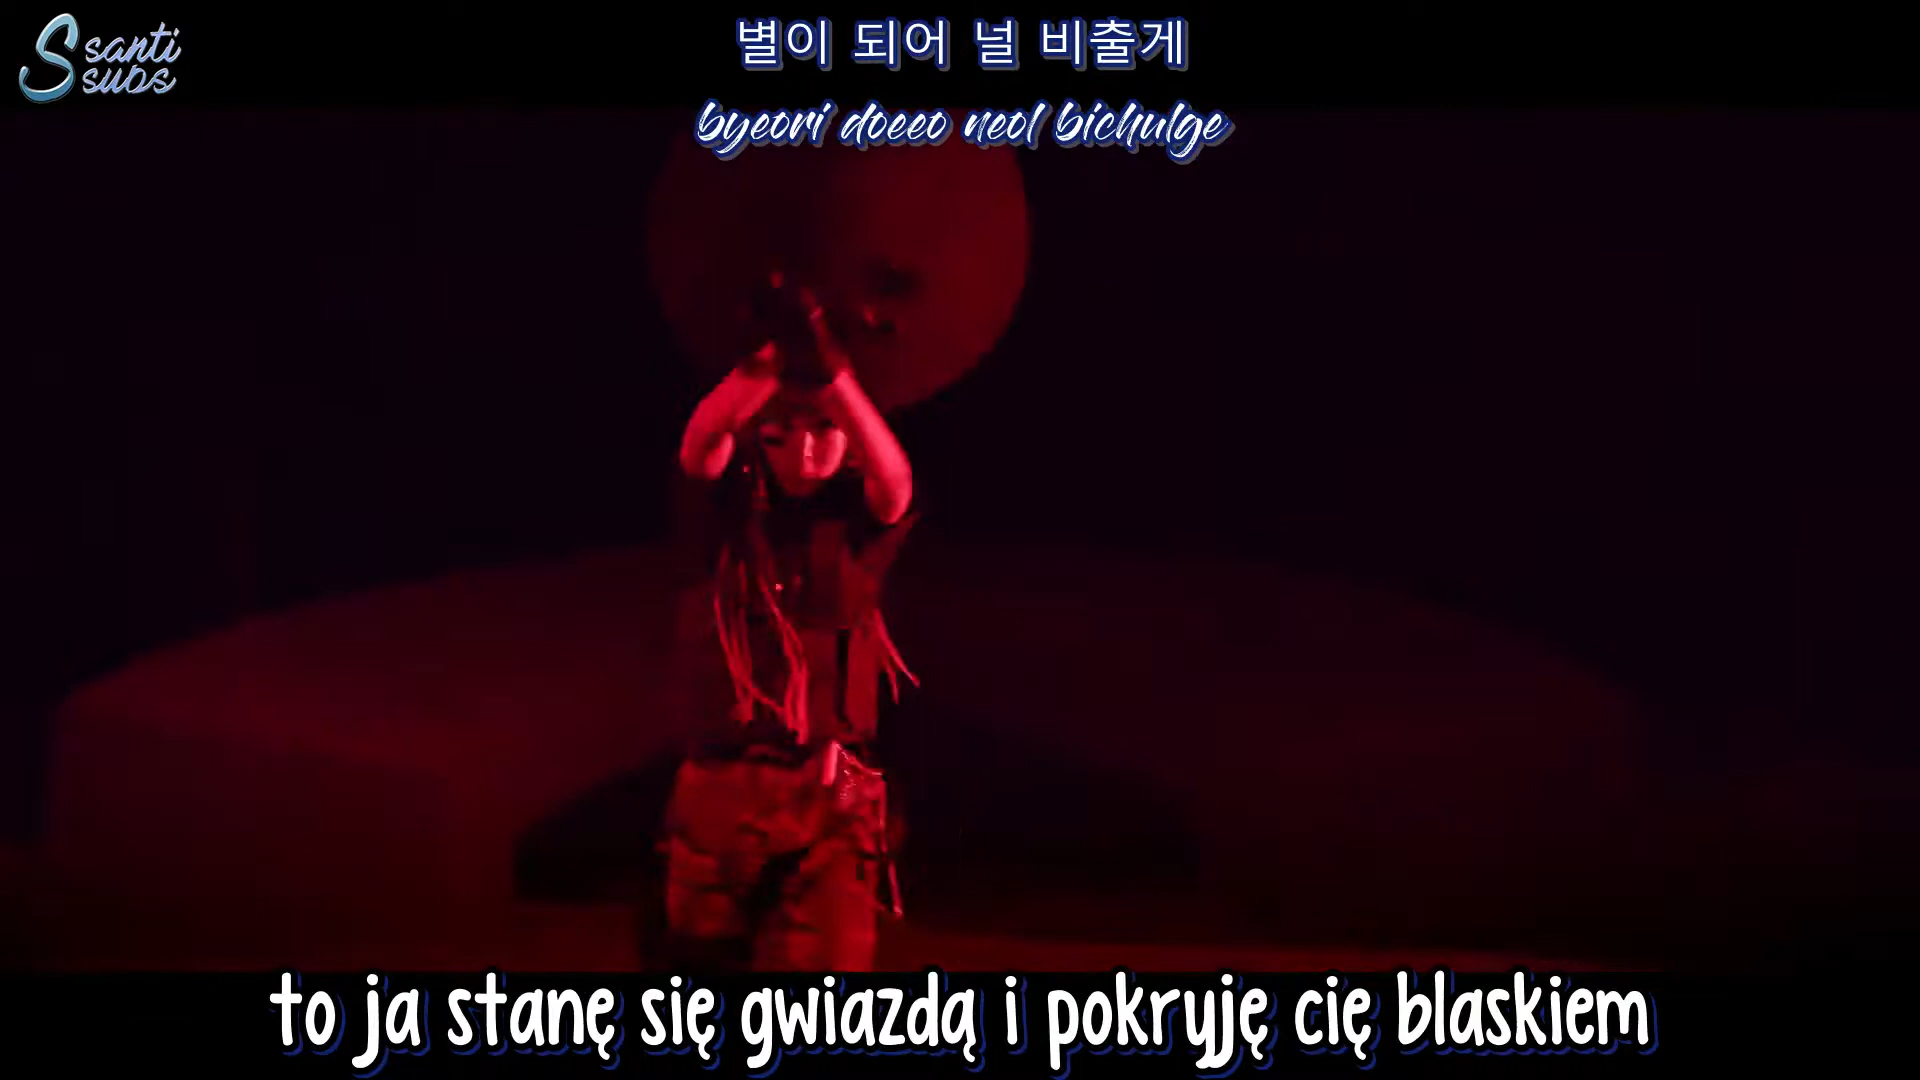 Ssanti
subs
별이 되어 널 비출게
byeori doeeo neol bichulge
to ja stanę się gwiazdą i pokryję cię blaskiem